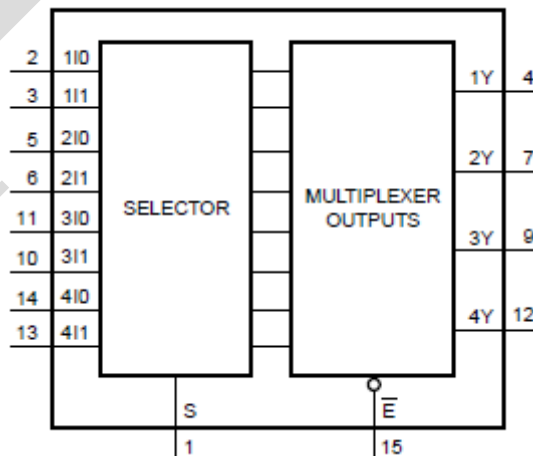 2 1I0
3 1I1
5 2I0
6 2I1
11 3I0
10 3I1
14 4I0
13 4I1
SELECTOR
MULTIPLEXER
OUTPUTS
1Y 4
2Y 7
3Y 9
4Y 12
S
1
E̅
15